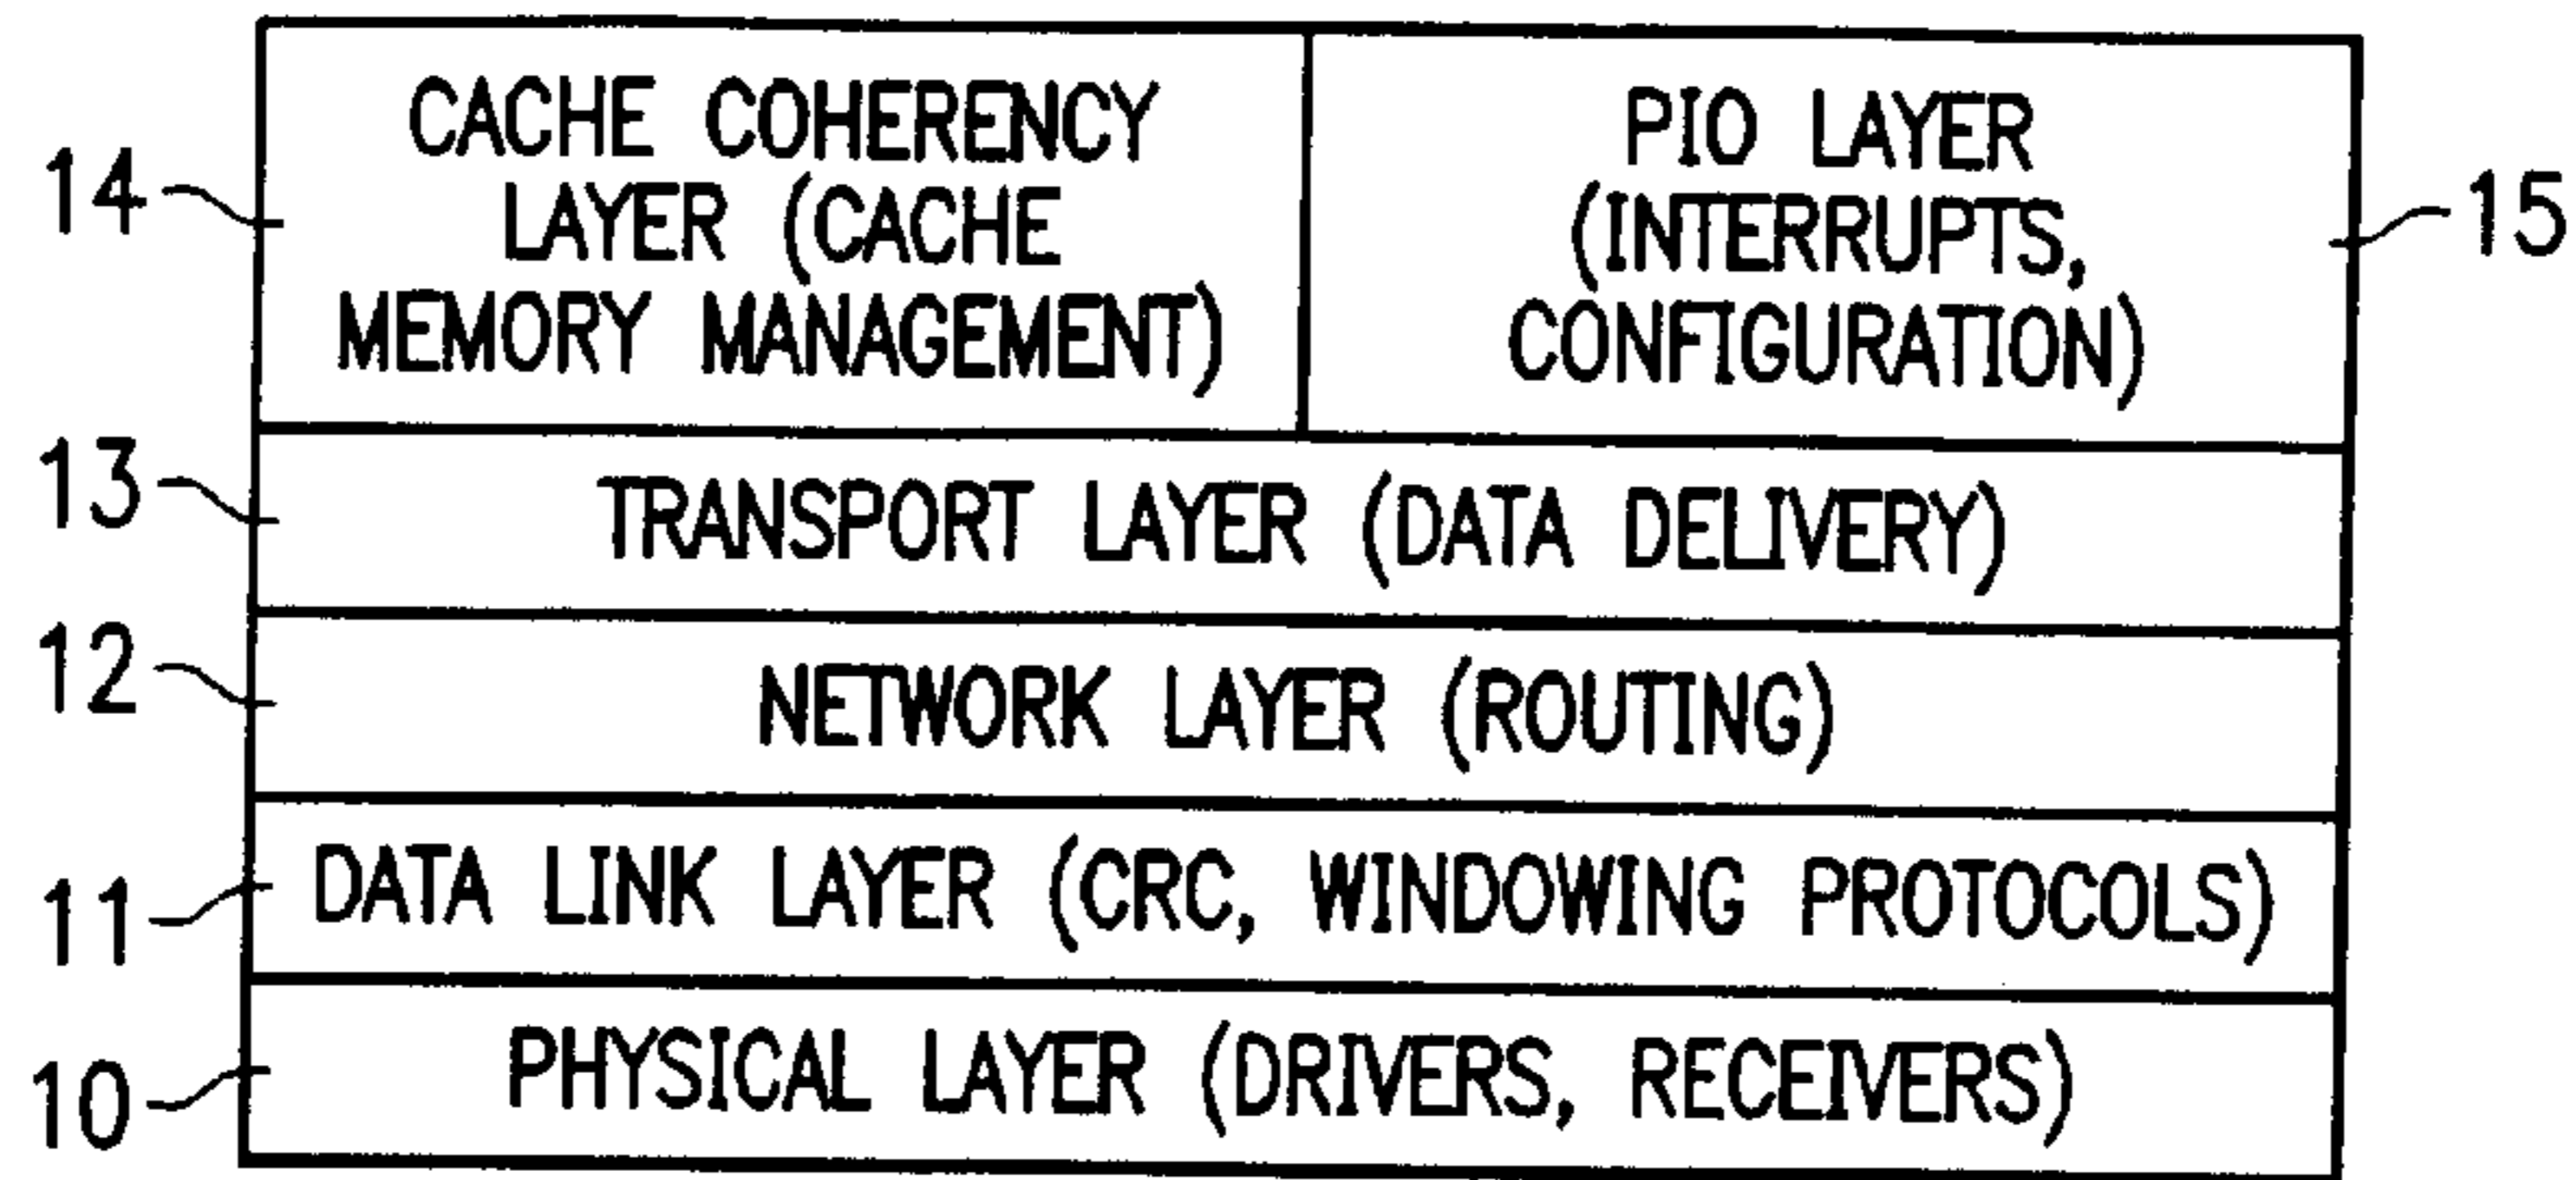 14
CACHE COHERENCY
LAYER (CACHE
MEMORY MANAGEMENT)
PIO LAYER
(INTERRUPTS,
CONFIGURATION)
15
13
TRANSPORT LAYER (DATA DELIVERY)
12
NETWORK LAYER (ROUTING)
11
DATA LINK LAYER (CRC, WINDOWING PROTOCOLS)
10
PHYSICAL LAYER (DRIVERS, RECEIVERS)